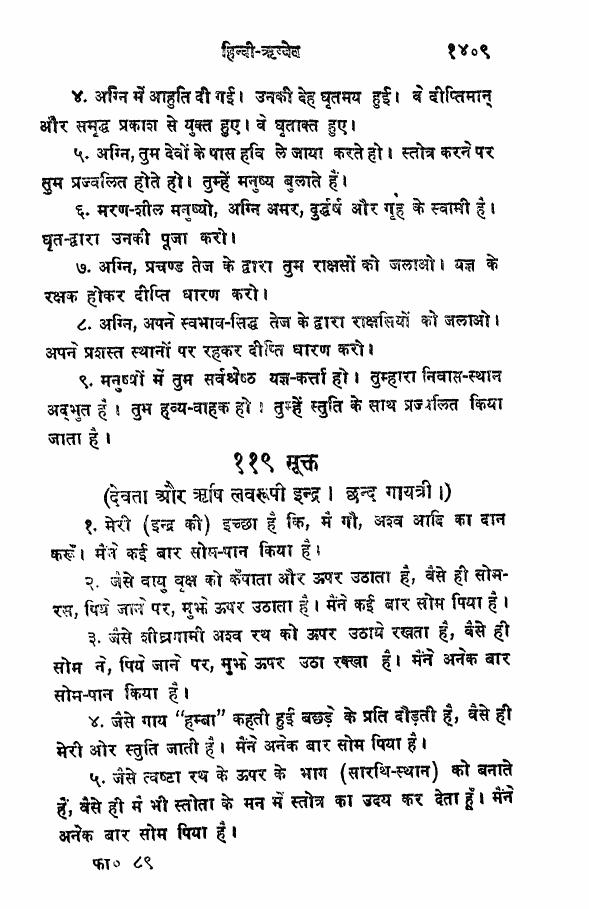 हिन्दी-ऋग्वेद १४०९
४. अग्नि में आहुति दी गई। उनकी देह घृतमय हुई। वे दीप्तिमान्
और समृद्ध प्रकाश से युक्त हुए। वे घृताक्त हुए।
५. अग्नि, तुम देवों के पास हवि ले जाया करते हो। स्तोत्र करने पर
तुम प्रज्वलित होते हो। तुम्हें मनुष्य बुलाते हैं।
६. मरण-शील मनुष्यो, अग्नि अमर, दुर्द्धर्ष और गृह के स्वामी हैं।
घृत-द्वारा उनकी पूजा करो।
७. अग्नि, प्रचण्ड तेज के द्वारा तुम राक्षसों को जलाओ। यज्ञ के
रक्षक होकर दीप्ति धारण करो।
८. अग्नि, अपने स्वभाव-सिद्ध तेज के द्वारा राक्षसियों को जलाओ।
अपने प्रशस्त स्थानों पर रहकर दीप्ति धारण करो।
९. मनुष्यों में तुम सर्वश्रेष्ठ यज्ञ-कर्त्ता हो। तुम्हारा निवास-स्थान
अद्भुत है। तुम हव्य-वाहक हो। तुम्हें स्तुति के साथ प्रज्वलित किया
जाता है।
११९ सूक्त
(देवता और ऋषि लवरूपी इन्द्र। छन्द गायत्री।)
१. मेरी (इन्द्र की) इच्छा है कि, मैं गौ, अश्व आदि का दान
करूँ। मैंने कई बार सोम-पान किया है।
२. जैसे वायु वृक्ष को कँपाता और ऊपर उठाता है, वैसे ही सोम-
रस, पिये जाने पर, मुझे ऊपर उठाता है। मैंने कई बार सोम पिया है।
३. जैसे शीघ्रगामी अश्व रथ को ऊपर उठाये रखता है, वैसे ही
सोम ने, पिये जाने पर, मुझे ऊपर उठा रक्खा है। मैंने अनेक बार
सोम-पान किया है।
४. जैसे गाय "हम्बा" कहती हुई बछड़े के प्रति दौड़ती है, वैसे ही
मेरी ओर स्तुति जाती है। मैंने अनेक बार सोम पिया है।
५. जैसे त्वष्टा रथ के ऊपर के भाग (सारथि-स्थान) को बनाते
हैं, वैसे ही मैं भी स्तोता के मन में स्तोत्र का उदय कर देता हूँ। मैंने
अनेक बार सोम पिया है।
फा० ८९